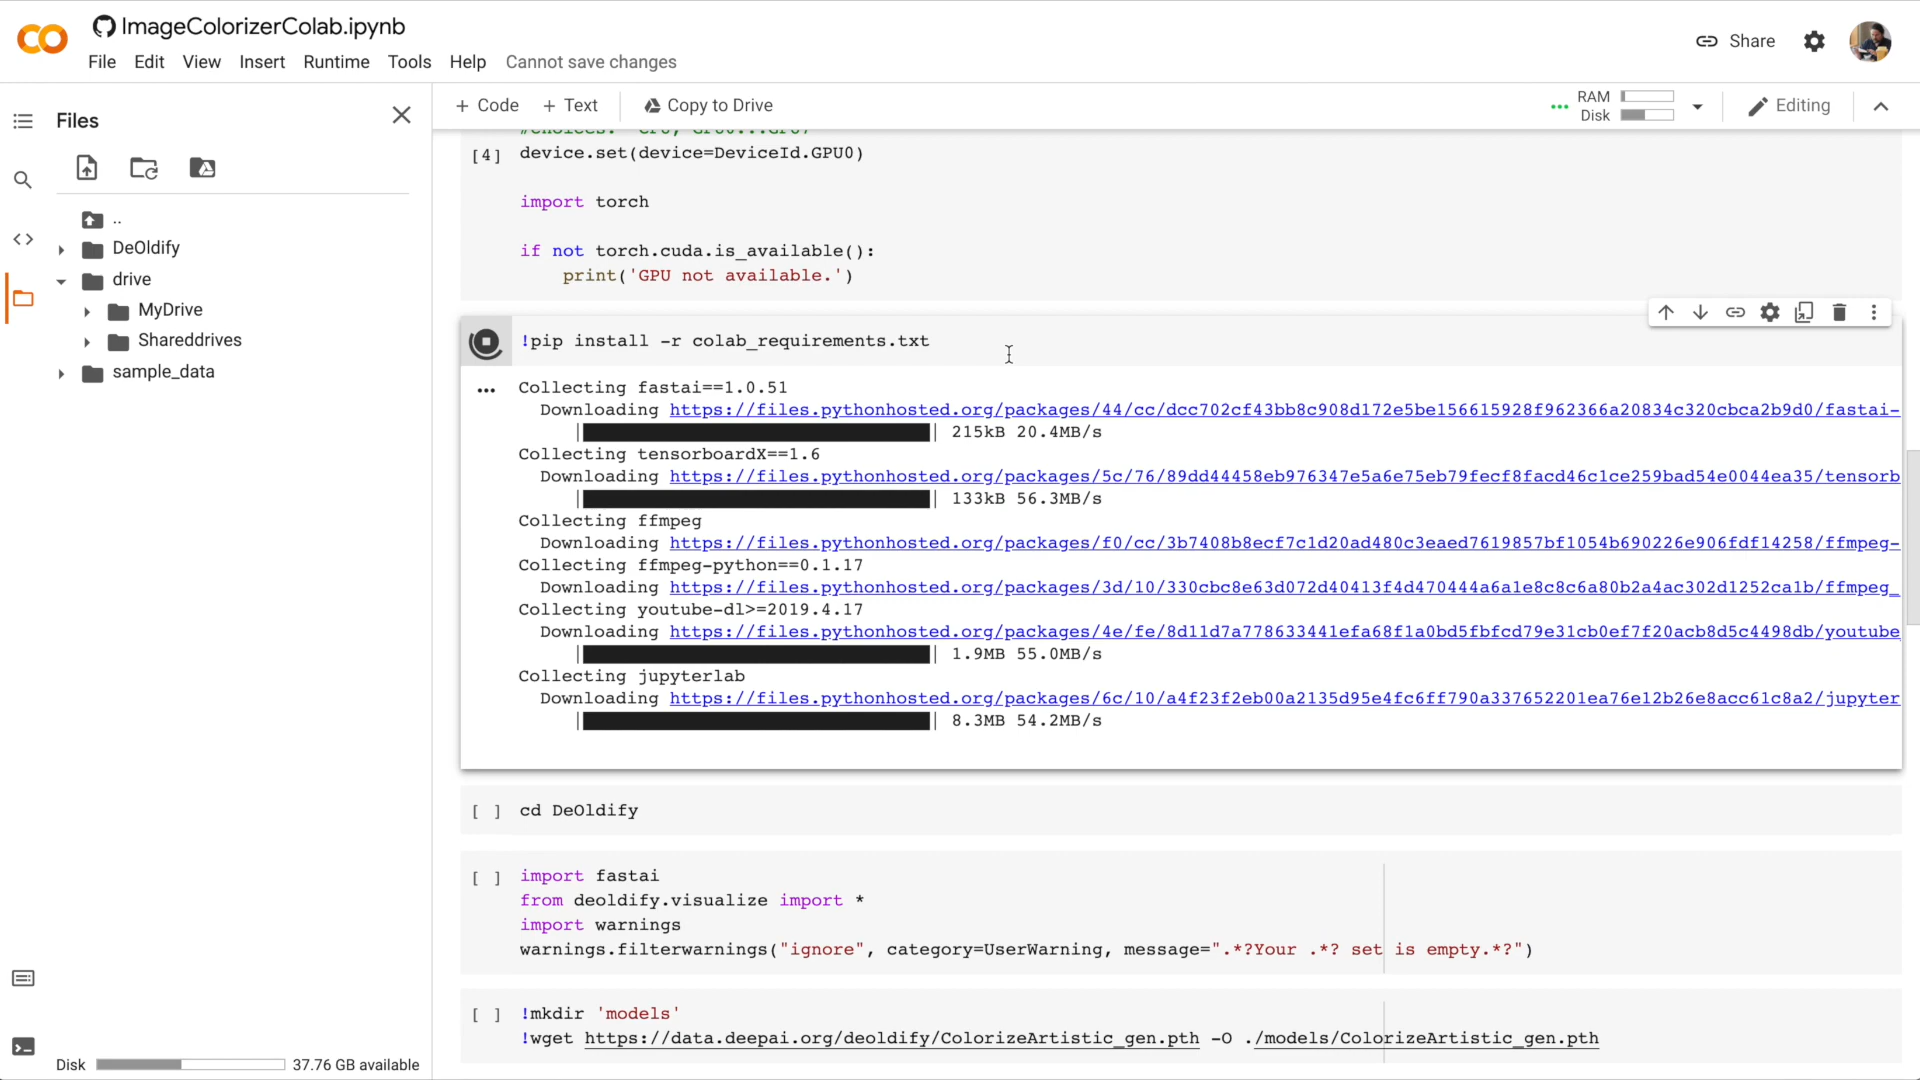 ImageColorizerColab.ipynb
File Edit View Insert Runtime Tools Help Cannot save changes
Share
Files
+ Code + Text Copy to Drive
RAM
Disk
Editing
..
DeOldify
drive
MyDrive
Shareddrives
sample_data
Disk 37.76 GB available
[4] device.set(device=DeviceId.GPU0)
import torch
if not torch.cuda.is_available():
print('GPU not available.')
!pip install -r colab_requirements.txt
... Collecting fastai==1.0.51
Downloading https://files.pythonhosted.org/packages/44/cc/dcc702cf43bb8c908d172e5be156615928f962366a20834c320cbca2b9d0/fastai-
215kB 20.4MB/s
Collecting tensorboardX==1.6
Downloading https://files.pythonhosted.org/packages/5c/76/89dd44458eb976347e5a6e75eb79fecf8facd46c1ce259bad54e0044ea35/tensorb
133kB 56.3MB/s
Collecting ffmpeg
Downloading https://files.pythonhosted.org/packages/f0/cc/3b7408b8ecf7c1d20ad480c3eaed7619857bf1054b690226e906fdf14258/ffmpeg-
Collecting ffmpeg-python==0.1.17
Downloading https://files.pythonhosted.org/packages/3d/10/330cbc8e63d072d40413f4d470444a6a1e8c8c6a80b2a4ac302d1252ca1b/ffmpeg_
Collecting youtube-dl>=2019.4.17
Downloading https://files.pythonhosted.org/packages/4e/fe/8d11d7a778633441efa68f1a0bd5fbfcd79e31cb0ef7f20acb8d5c4498db/youtube
1.9MB 55.0MB/s
Collecting jupyterlab
Downloading https://files.pythonhosted.org/packages/6c/10/a4f23f2eb00a2135d95e4fc6ff790a337652201ea76e12b26e8acc61c8a2/jupyter
8.3MB 54.2MB/s
[ ] cd DeOldify
[ ] import fastai
from deoldify.visualize import *
import warnings
warnings.filterwarnings("ignore", category=UserWarning, message=".*?Your .*? set is empty.*?")
[ ] !mkdir 'models'
!wget https://data.deepai.org/deoldify/ColorizeArtistic_gen.pth -O ./models/ColorizeArtistic_gen.pth